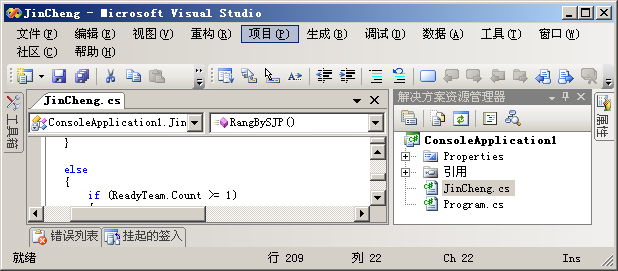 JinCheng - Microsoft Visual Studio
文件(F) 编辑(E) 视图(V) 重构(R) 项目(P) 生成(B) 调试(D) 数据(A) 工具(T) 窗口(W)
社区(C) 帮助(H)
工具箱
JinCheng.cs
ConsoleApplication1.Jin
RangBySJP()
}
else
{
if (ReadyTeam.Count >= 1)
解决方案资源管理器
ConsoleApplication1
Properties
引用
JinCheng.cs
Program.cs
属性
错误列表 挂起的签入
就绪 行 209 列 22 Ch 22 Ins